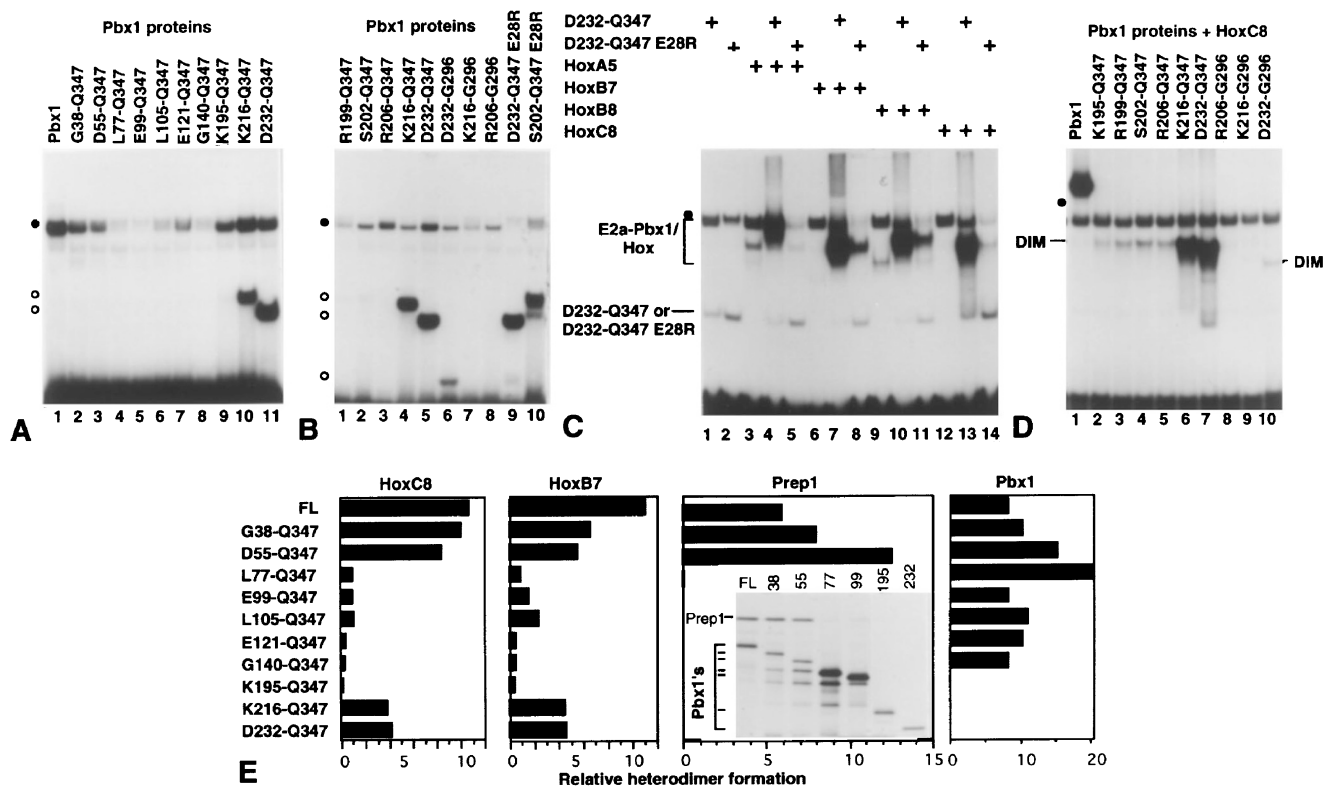 A
Pbx1 proteins
Pbx1
G38-Q347
D55-Q347
L77-Q347
E99-Q347
L105-Q347
E121-Q347
G140-Q347
K195-Q347
K216-Q347
D232-Q347
1 2 3 4 5 6 7 8 9 10 11
B
Pbx1 proteins
R199-Q347
S202-Q347
R206-Q347
K216-Q347
D232-Q347
D232-G296
K216-G296
R206-G296
D232-Q347 E28R
S202-Q347 E28R
1 2 3 4 5 6 7 8 9 10
C
D232-Q347 + + + + +
D232-Q347 E28R + + + + +
HoxA5 + + +
HoxB7 + + +
HoxB8 + + +
HoxC8 + + +
E2a-Pbx1/
Hox
D232-Q347 or
D232-Q347 E28R
1 2 3 4 5 6 7 8 9 10 11 12 13 14
D
Pbx1 proteins + HoxC8
Pbx1
K195-Q347
R199-Q347
S202-Q347
R206-Q347
K216-Q347
D232-Q347
R206-G296
K216-G296
D232-G296
DIM
DIM
1 2 3 4 5 6 7 8 9 10
E
HoxC8 HoxB7 Prep1 Pbx1
FL
G38-Q347
D55-Q347
L77-Q347
E99-Q347
L105-Q347
E121-Q347
G140-Q347
K195-Q347
K216-Q347
D232-Q347
FL 38 55 77 99 195 232
Prep1
Pbx1's
0 5 10 0 5 10 0 5 10 15 0 10 20
Relative heterodimer formation